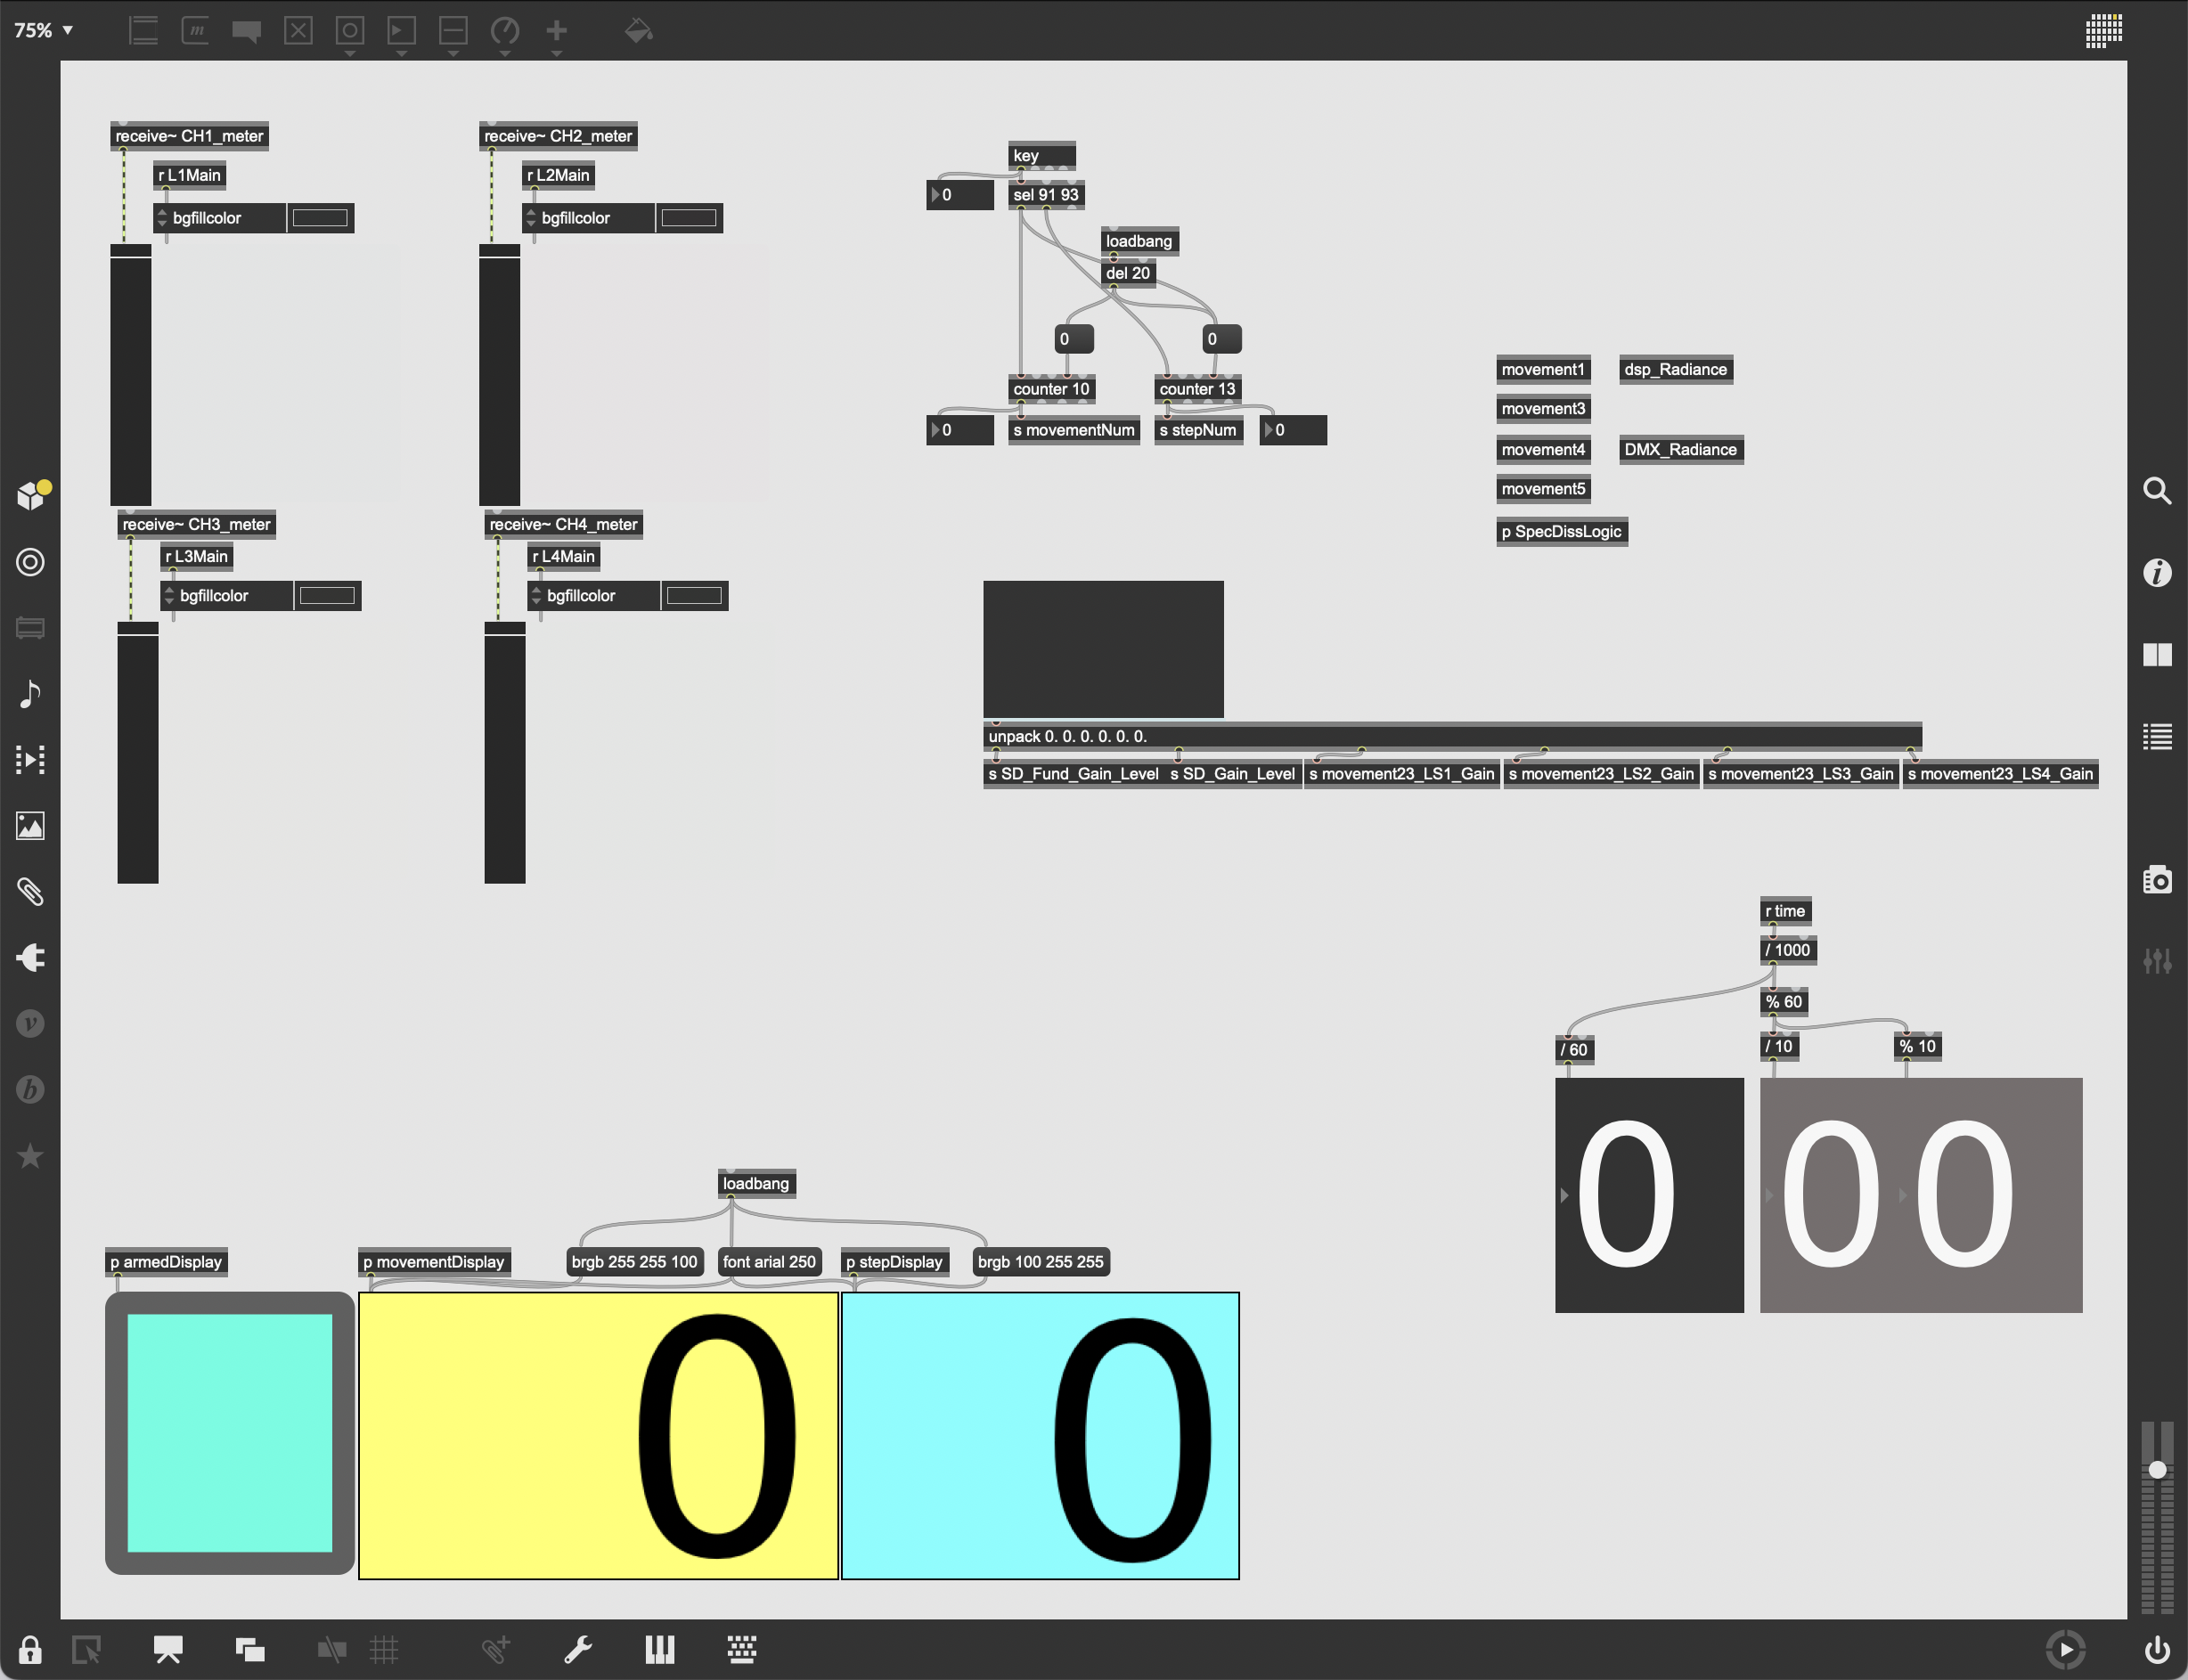 75%
receive~ CH1_meter
r L1Main
bgfillcolor
receive~ CH2_meter
r L2Main
bgfillcolor
receive~ CH3_meter
r L3Main
bgfillcolor
receive~ CH4_meter
r L4Main
bgfillcolor
key
0
sel 91 93
loadbang
del 20
0
0
counter 10
counter 13
0
s movementNum
s stepNum
0
movement1
dsp_Radiance
movement3
movement4
DMX_Radiance
movement5
p SpecDissLogic
unpack 0. 0. 0. 0. 0. 0.
s SD_Fund_Gain_Level
s SD_Gain_Level
s movement23_LS1_Gain
s movement23_LS2_Gain
s movement23_LS3_Gain
s movement23_LS4_Gain
r time
/ 1000
% 60
/ 60
/ 10
% 10
0
0
0
loadbang
p armedDisplay
p movementDisplay
brgb 255 255 100
font arial 250
p stepDisplay
brgb 100 255 255
0
0